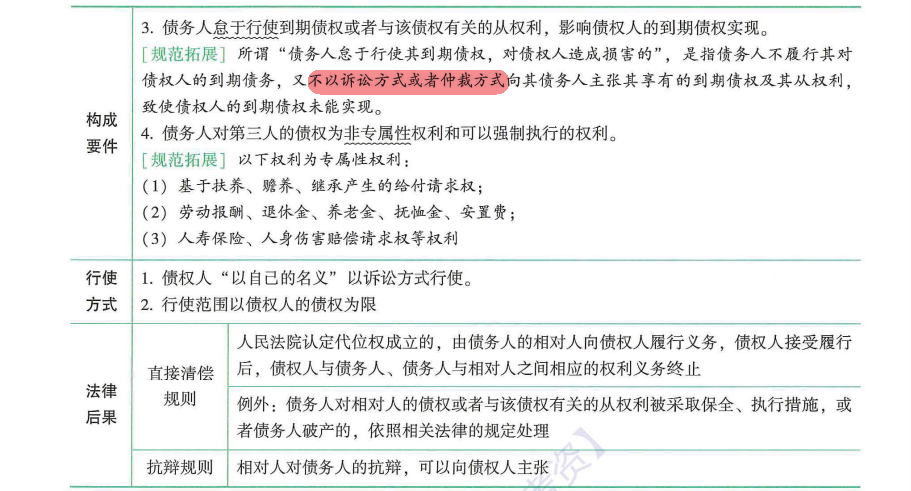 3. 债务人怠于行使到期债权或者与该债权有关的从权利，影响债权人的到期债权实现。
[规范拓展] 所谓“债务人怠于行使其到期债权，对债权人造成损害的”，是指债务人不履行其对
债权人的到期债务，又不以诉讼方式或者仲裁方式向其债务人主张其享有的到期债权及其从权利，
致使债权人的到期债权未能实现。
构成
要件
4. 债务人对第三人的债权为非专属性权利和可以强制执行的权利。
[规范拓展] 以下权利为专属性权利：
(1) 基于扶养、赡养、继承产生的给付请求权；
(2) 劳动报酬、退休金、养老金、抚恤金、安置费；
(3) 人寿保险、人身伤害赔偿请求权等权利
行使
方式
1. 债权人“以自己的名义”以诉讼方式行使。
2. 行使范围以债权人的债权为限
法律
后果
直接清偿
规则
人民法院认定代位权成立的，由债务人的相对人向债权人履行义务，债权人接受履行
后，债权人与债务人、债务人与相对人之间相应的权利义务终止
例外：债务人对相对人的债权或者与该债权有关的从权利被采取保全、执行措施，或
者债务人破产的，依照相关法律的规定处理
抗辩规则
相对人对债务人的抗辩，可以向债权人主张
资】